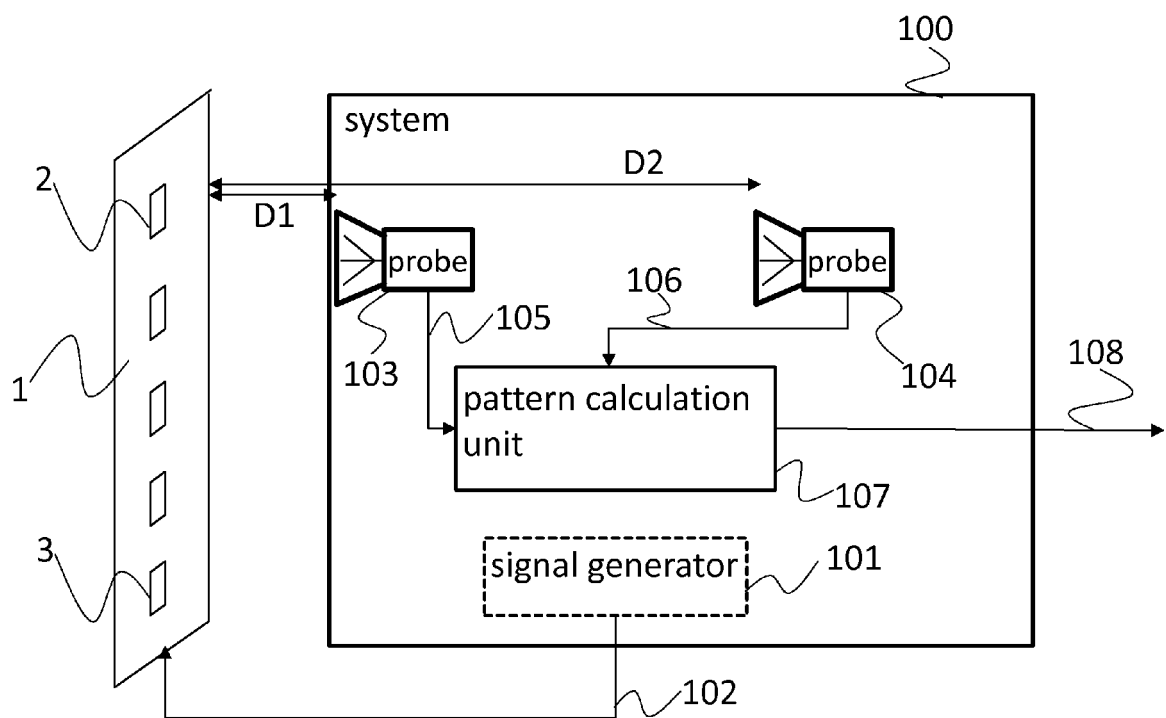 100
system
2
D2
D1
probe
probe
106
105
1
103
104
108
pattern calculation
unit
107
3
signal generator
101
102